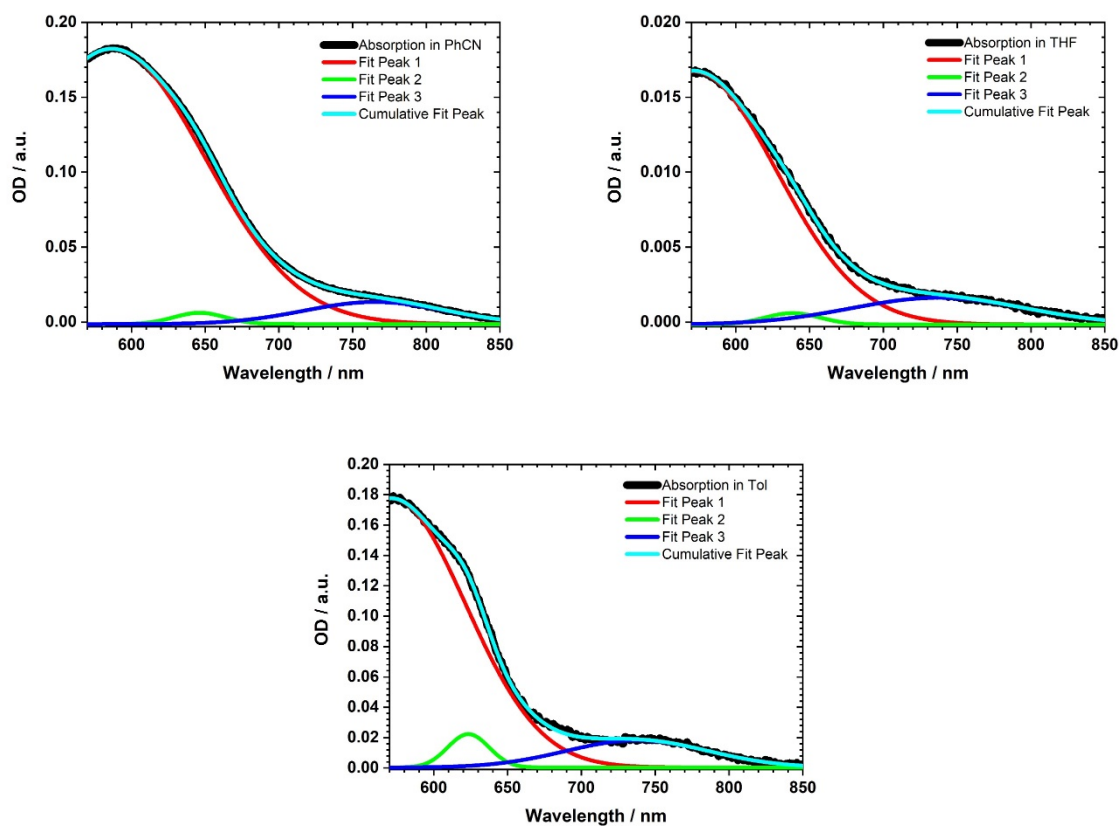 0.20
0.15
0.10
0.05
0.00
OD / a.u.
Absorption in PhCN
Fit Peak 1
Fit Peak 2
Fit Peak 3
Cumulative Fit Peak
600 650 700 750 800 850
Wavelength / nm
0.020
0.015
0.010
0.005
0.000
OD / a.u.
Absorption in THF
Fit Peak 1
Fit Peak 2
Fit Peak 3
Cumulative Fit Peak
600 650 700 750 800 850
Wavelength / nm
0.20
0.18
0.16
0.14
0.12
0.10
0.08
0.06
0.04
0.02
0.00
OD / a.u.
Absorption in Tol
Fit Peak 1
Fit Peak 2
Fit Peak 3
Cumulative Fit Peak
600 650 700 750 800 850
Wavelength / nm